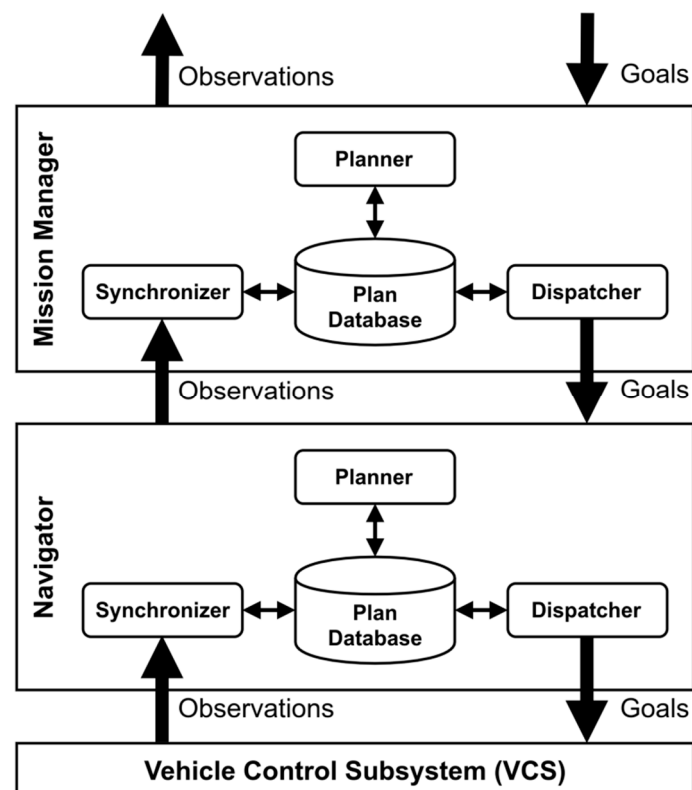 Observations
Goals
Mission Manager
Planner
Synchronizer
Plan
Database
Dispatcher
Observations
Goals
Navigator
Planner
Synchronizer
Plan
Database
Dispatcher
Observations
Goals
Vehicle Control Subsystem (VCS)